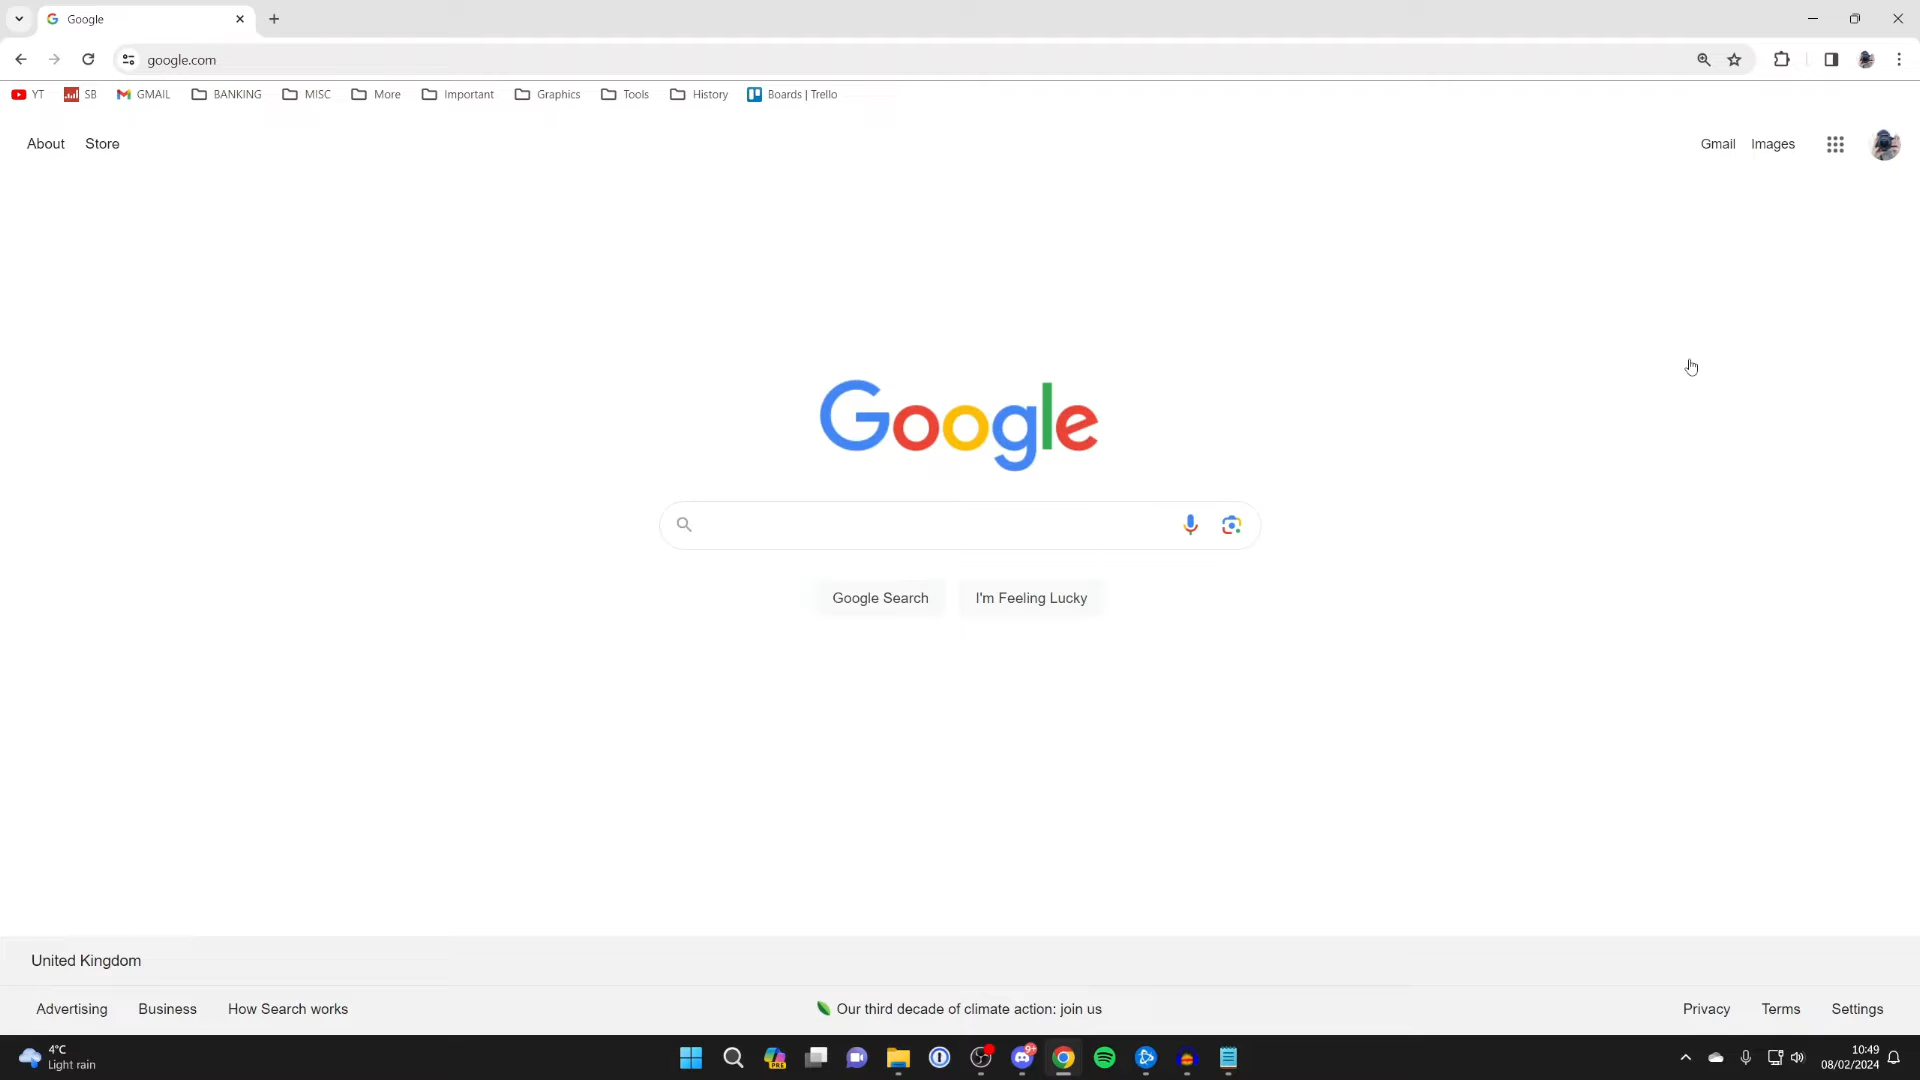 Google
google.com
YT SB GMAIL BANKING MISC More Important Graphics Tools History Boards | Trello
About Store Gmail Images
Google
Google Search I'm Feeling Lucky
United Kingdom
Advertising Business How Search works Our third decade of climate action: join us Privacy Terms Settings
4°C
Light rain
PRE
9+
10:49
08/02/2024